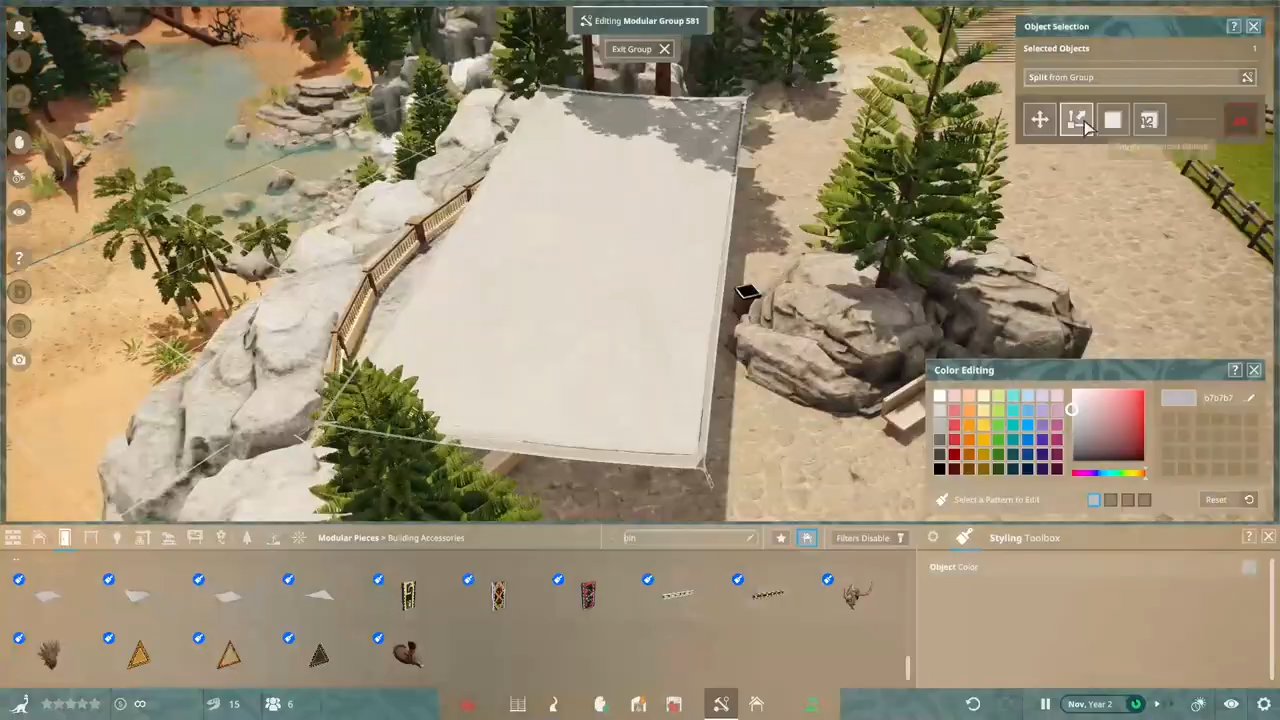 Editing Modular Group 581
Exit Group
Object Selection
Selected Objects 1
Split from Group
Color Editing
b7b7b7
Select a Pattern to Edit
Reset
Modular Pieces > Building Accessories
pin
Filters Disable
Styling Toolbox
Object Color
15
6
Nov, Year 2